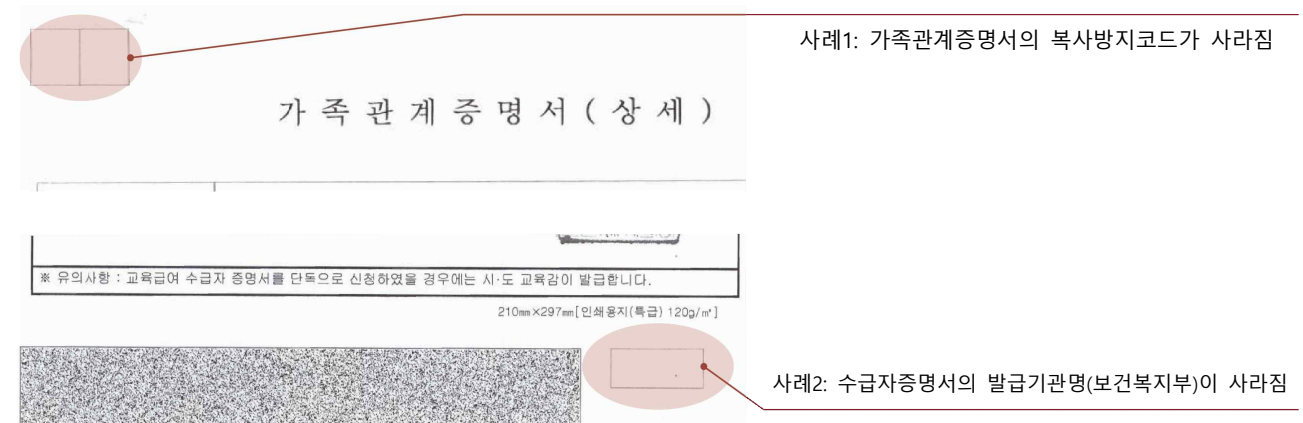 사례1: 가족관계증명서의 복사방지코드가 사라짐
가 족 관 계 증 명 서 ( 상 세 )
※ 유의사항 : 교육급여 수급자 증명서를 단독으로 신청하였을 경우에는 시·도 교육감이 발급합니다.
210㎜×297㎜[인쇄용지(특급) 120g/㎡]
사례2: 수급자증명서의 발급기관명(보건복지부)이 사라짐